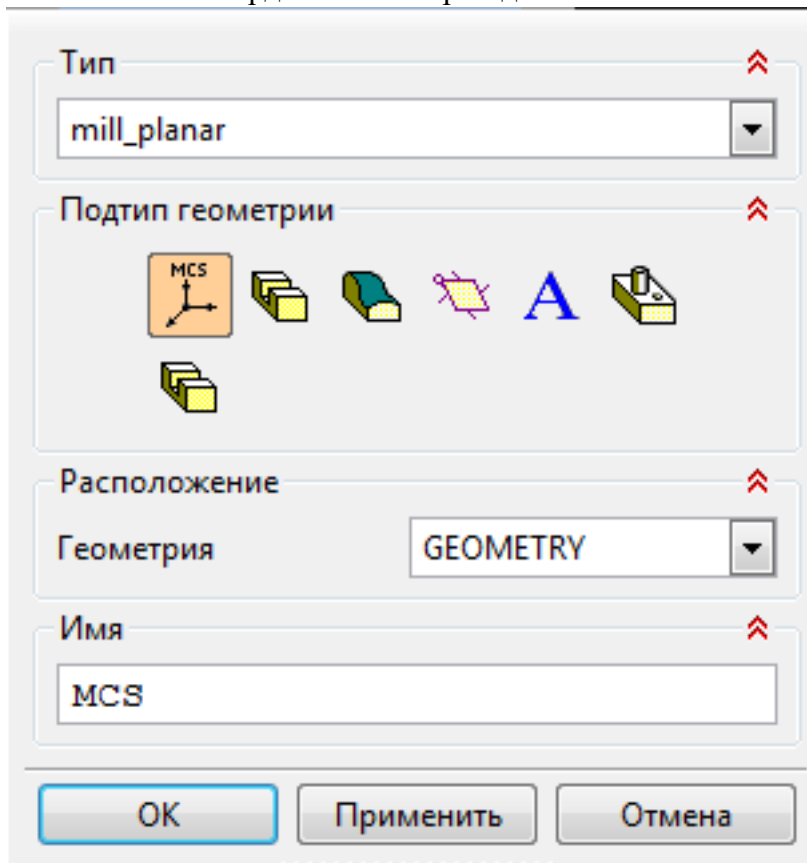 Тип
mill_planar
Подтип геометрии
MCS
A
Расположение
Геометрия GEOMETRY
Имя
MCS
OK Применить Отмена